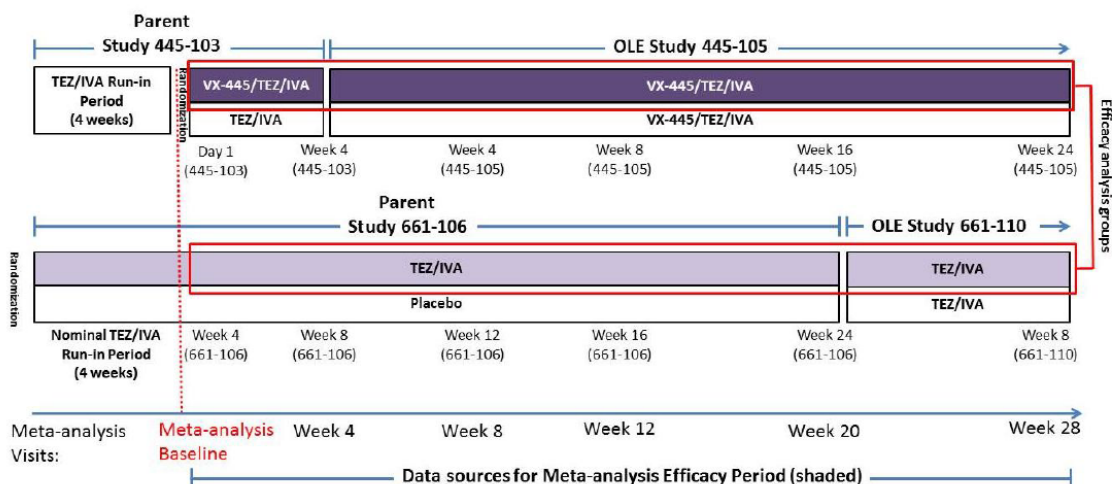 Parent
Study 445-103
OLE Study 445-105
TEZ/IVA Run-in
Period
(4 weeks)
Randomization
VX-445/TEZ/IVA
VX-445/TEZ/IVA
TEZ/IVA
VX-445/TEZ/IVA
Day 1
(445-103)
Week 4
(445-103)
Week 4
(445-105)
Week 8
(445-105)
Week 16
(445-105)
Week 24
(445-105)
Efficacy analysis groups
Parent
Study 661-106
OLE Study 661-110
Randomization
TEZ/IVA
TEZ/IVA
Placebo
TEZ/IVA
Nominal TEZ/IVA
Run-in Period
(4 weeks)
Week 4
(661-106)
Week 8
(661-106)
Week 12
(661-106)
Week 16
(661-106)
Week 24
(661-106)
Week 8
(661-110)
Meta-analysis
Visits:
Meta-analysis
Baseline
Week 4
Week 8
Week 12
Week 20
Week 28
Data sources for Meta-analysis Efficacy Period (shaded)